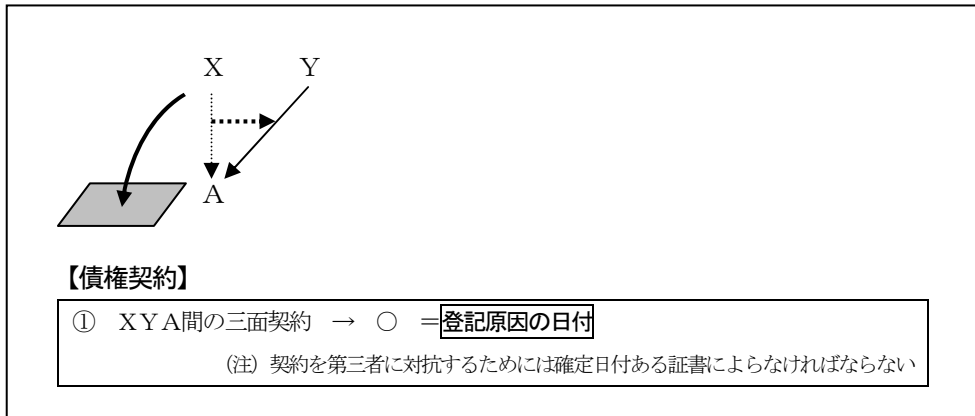 X Y
A
【債権契約】
① XYA間の三面契約 → ○ =登記原因の日付
(注) 契約を第三者に対抗するためには確定日付ある証書によらなければならない